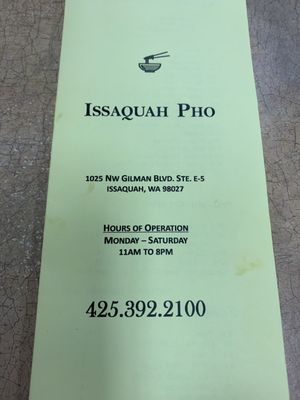 Issaquah Pho
1025 NW Gilman Blvd. Ste. E-5
Issaquah, WA 98027
Hours of Operation
Monday – Saturday
11AM to 8PM
425.392.2100